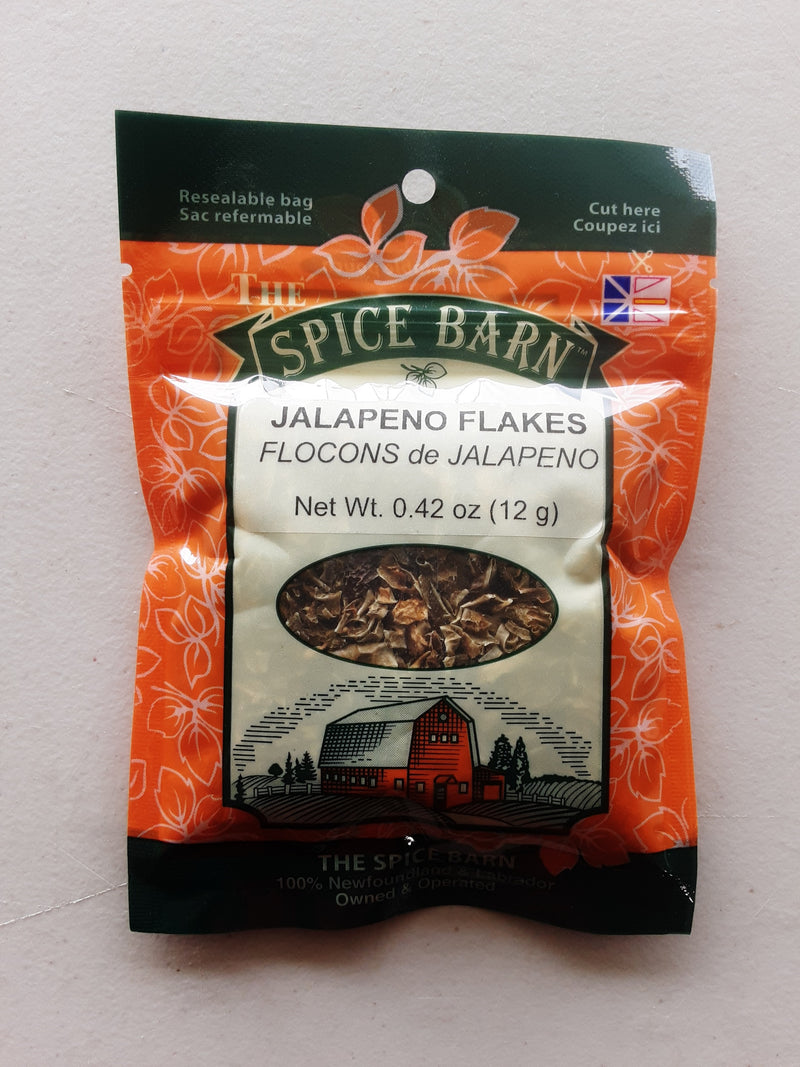 Resealable bag
Sac refermable
Cut here
Coupez ici
THE
SPICE BARN™
JALAPENO FLAKES
FLOCONS de JALAPENO
Net Wt. 0.42 oz (12 g)
THE SPICE BARN
100% Newfoundland & Labrador
Owned & Operated